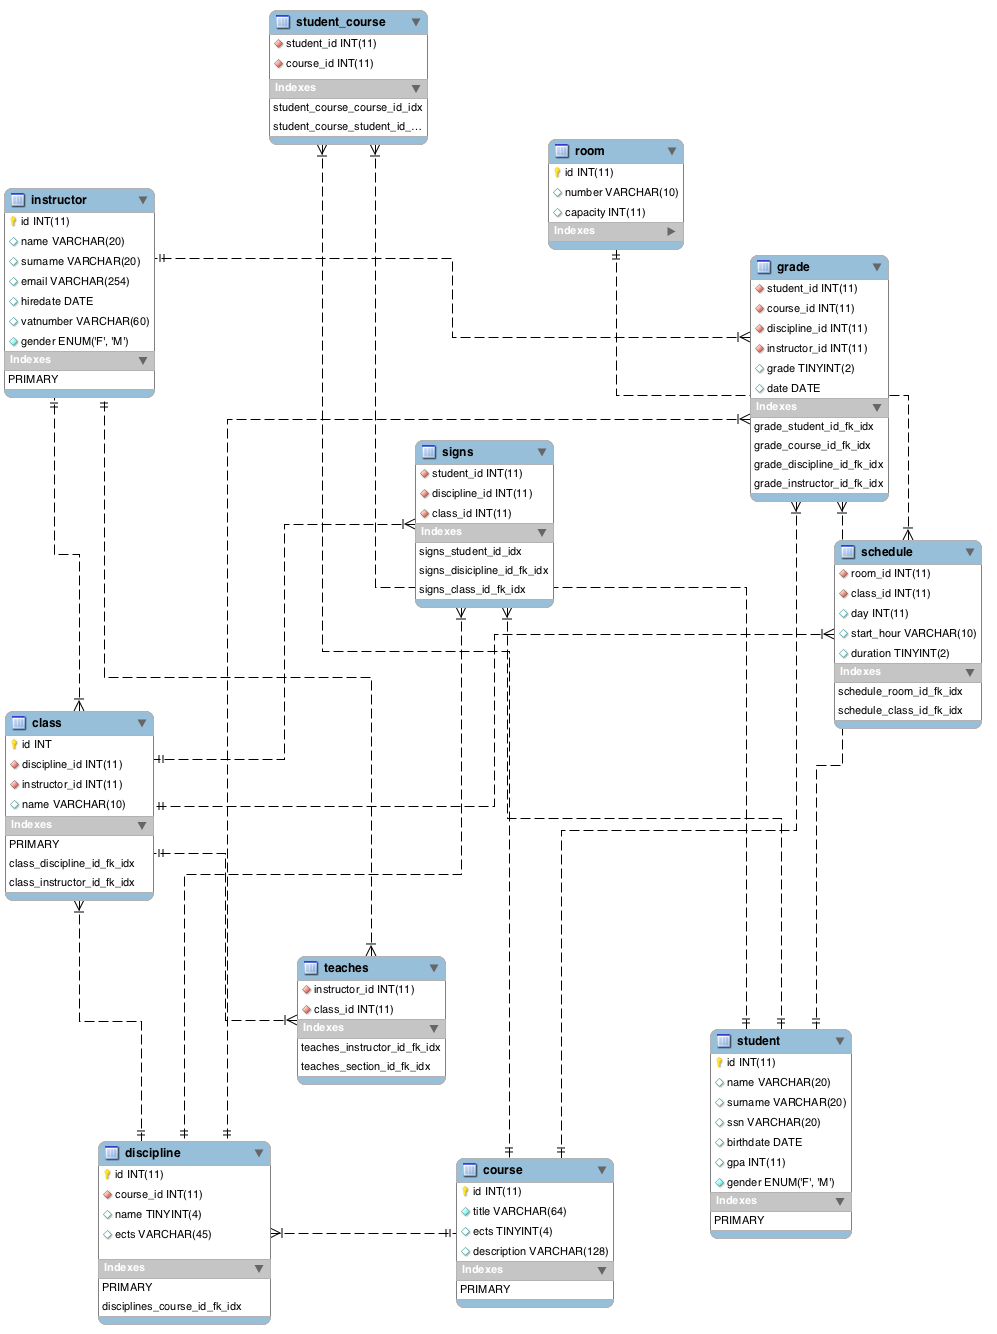 student_course
student_id INT(11)
course_id INT(11)
Indexes
student_course_course_id_idx
student_course_student_id_...
room
id INT(11)
number VARCHAR(10)
capacity INT(11)
Indexes
instructor
id INT(11)
name VARCHAR(20)
surname VARCHAR(20)
email VARCHAR(254)
hiredate DATE
vatnumber VARCHAR(60)
gender ENUM('F', 'M')
Indexes
PRIMARY
grade
student_id INT(11)
course_id INT(11)
discipline_id INT(11)
instructor_id INT(11)
grade TINYINT(2)
date DATE
Indexes
grade_student_id_fk_idx
grade_course_id_fk_idx
grade_discipline_id_fk_idx
grade_instructor_id_fk_idx
signs
student_id INT(11)
discipline_id INT(11)
class_id INT(11)
Indexes
signs_student_id_idx
signs_disicipline_id_fk_idx
signs_class_id_fk_idx
schedule
room_id INT(11)
class_id INT(11)
day INT(11)
start_hour VARCHAR(10)
duration TINYINT(2)
Indexes
schedule_room_id_fk_idx
schedule_class_id_fk_idx
class
id INT
discipline_id INT(11)
instructor_id INT(11)
name VARCHAR(10)
Indexes
PRIMARY
class_discipline_id_fk_idx
class_instructor_id_fk_idx
teaches
instructor_id INT(11)
class_id INT(11)
Indexes
teaches_instructor_id_fk_idx
teaches_section_id_fk_idx
student
id INT(11)
name VARCHAR(20)
surname VARCHAR(20)
ssn VARCHAR(20)
birthdate DATE
gpa INT(11)
gender ENUM('F', 'M')
Indexes
PRIMARY
discipline
id INT(11)
course_id INT(11)
name TINYINT(4)
ects VARCHAR(45)
Indexes
PRIMARY
disciplines_course_id_fk_idx
course
id INT(11)
title VARCHAR(64)
ects TINYINT(4)
description VARCHAR(128)
Indexes
PRIMARY